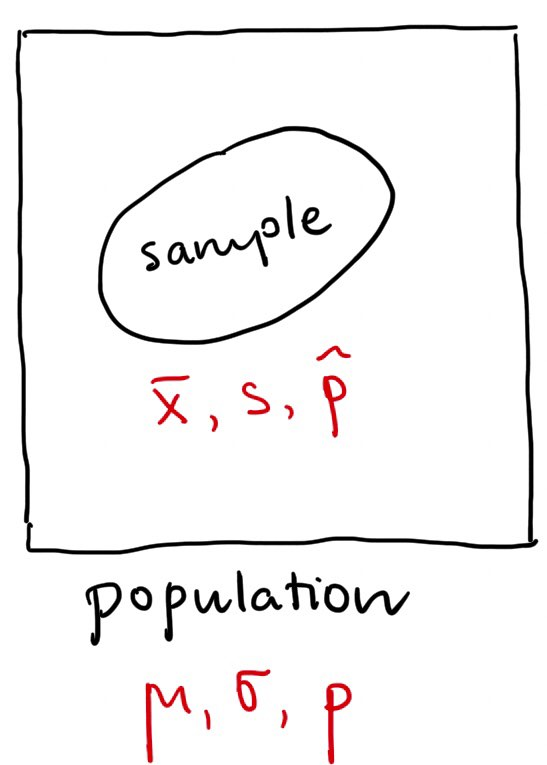 sample
x̄, s, p̂
population
μ, σ, p